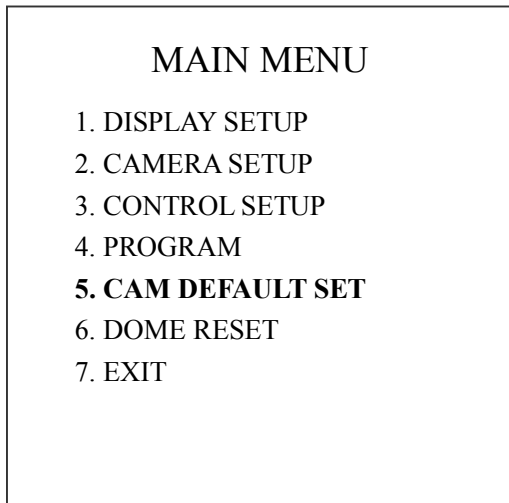 MAIN MENU
1. DISPLAY SETUP
2. CAMERA SETUP
3. CONTROL SETUP
4. PROGRAM
5. CAM DEFAULT SET
6. DOME RESET
7. EXIT